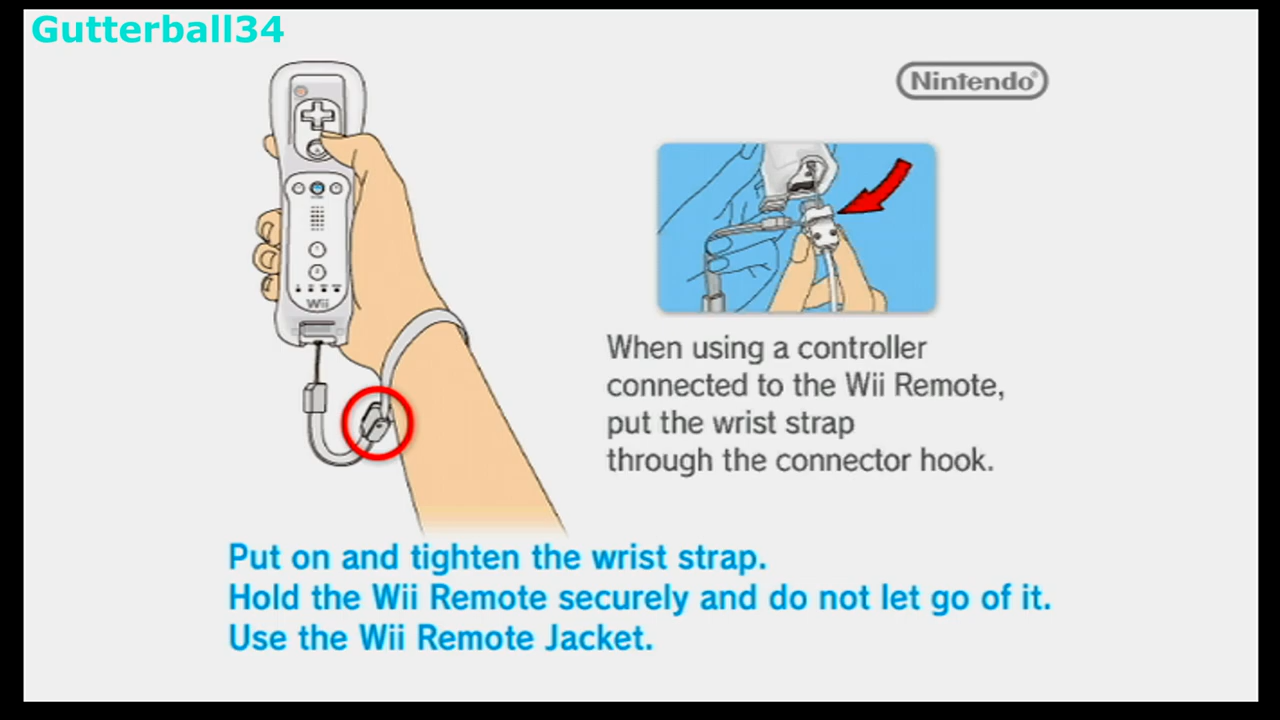 Gutterball34
Nintendo®
Wii
When using a controller
connected to the Wii Remote,
put the wrist strap
through the connector hook.
Put on and tighten the wrist strap.
Hold the Wii Remote securely and do not let go of it.
Use the Wii Remote Jacket.